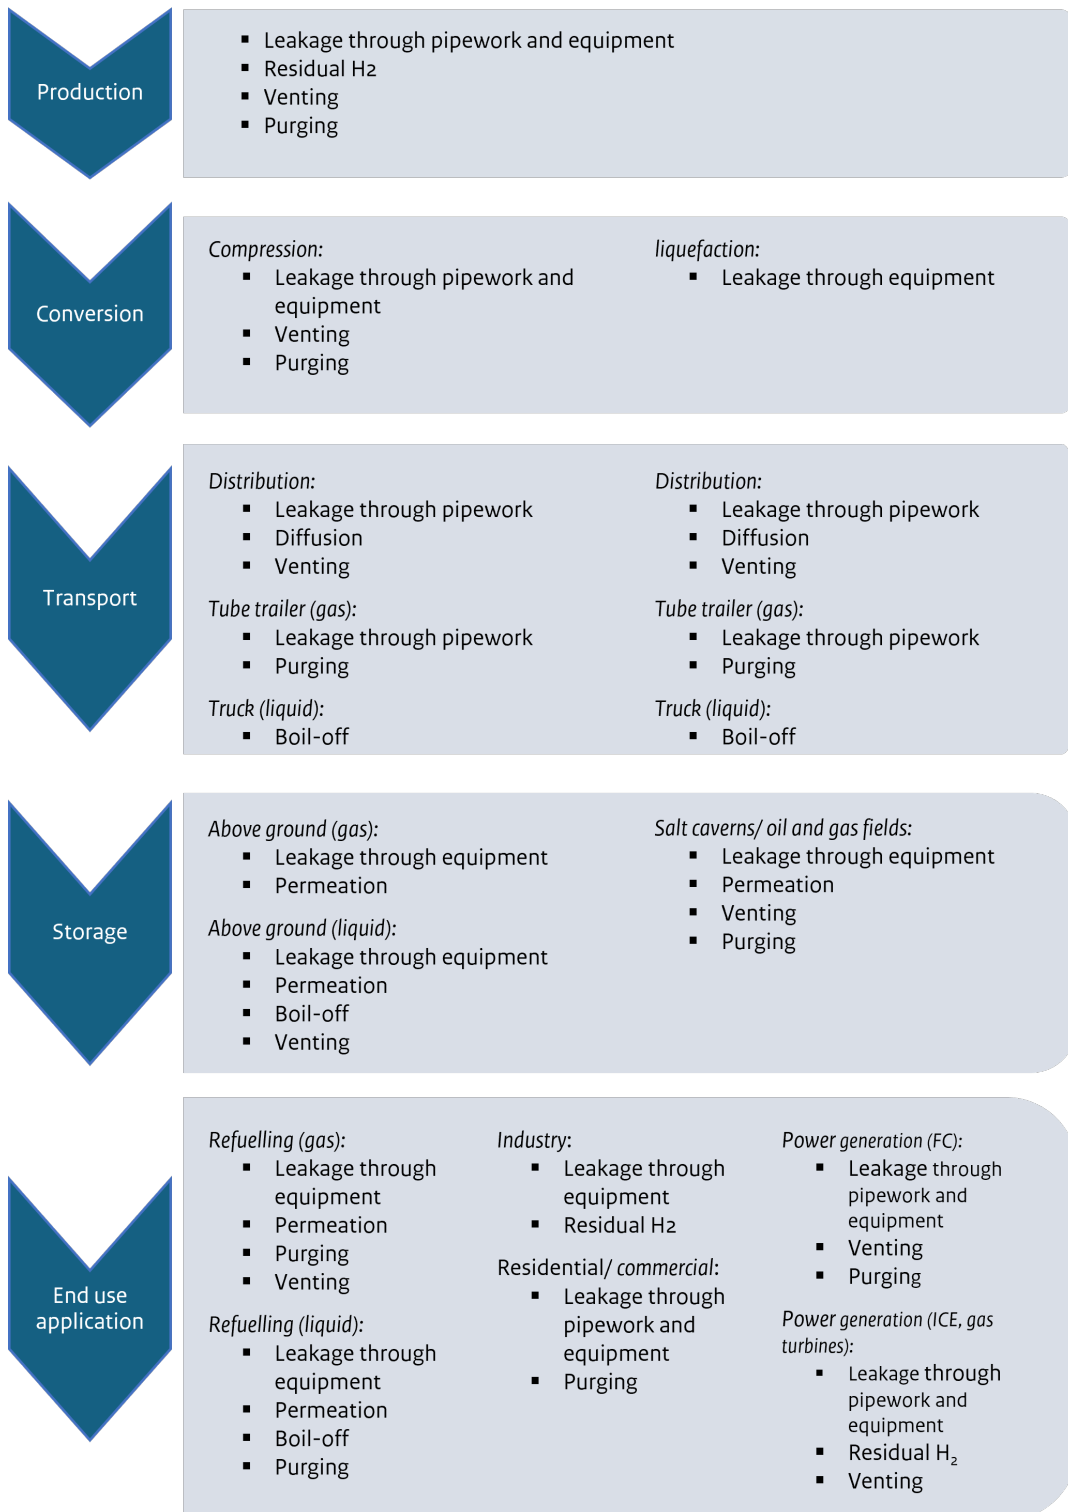 Production
▪ Leakage through pipework and equipment
▪ Residual H2
▪ Venting
▪ Purging
Conversion
Compression:
▪ Leakage through pipework and
equipment
▪ Venting
▪ Purging
liquefaction:
▪ Leakage through equipment
Transport
Distribution:
▪ Leakage through pipework
▪ Diffusion
▪ Venting
Tube trailer (gas):
▪ Leakage through pipework
▪ Purging
Truck (liquid):
▪ Boil-off
Distribution:
▪ Leakage through pipework
▪ Diffusion
▪ Venting
Tube trailer (gas):
▪ Leakage through pipework
▪ Purging
Truck (liquid):
▪ Boil-off
Storage
Above ground (gas):
▪ Leakage through equipment
▪ Permeation
Above ground (liquid):
▪ Leakage through equipment
▪ Permeation
▪ Boil-off
▪ Venting
Salt caverns/ oil and gas fields:
▪ Leakage through equipment
▪ Permeation
▪ Venting
▪ Purging
End use
application
Refuelling (gas):
▪ Leakage through
equipment
▪ Permeation
▪ Purging
▪ Venting
Refuelling (liquid):
▪ Leakage through
equipment
▪ Permeation
▪ Boil-off
▪ Purging
Industry:
▪ Leakage through
equipment
▪ Residual H2
Residential/ commercial:
▪ Leakage through
pipework and
equipment
▪ Purging
Power generation (FC):
▪ Leakage through
pipework and
equipment
▪ Venting
▪ Purging
Power generation (ICE, gas
turbines):
▪ Leakage through
pipework and
equipment
▪ Residual H₂
▪ Venting